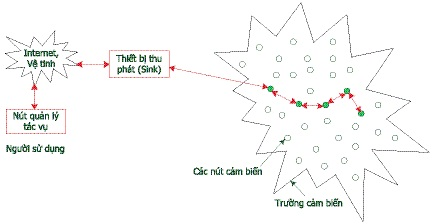 Internet,
Vệ tinh
Thiết bị thu
phát (Sink)
Nút quản lý
tác vụ
Người sử dụng
Các nút cảm biến
Trường cảm biến